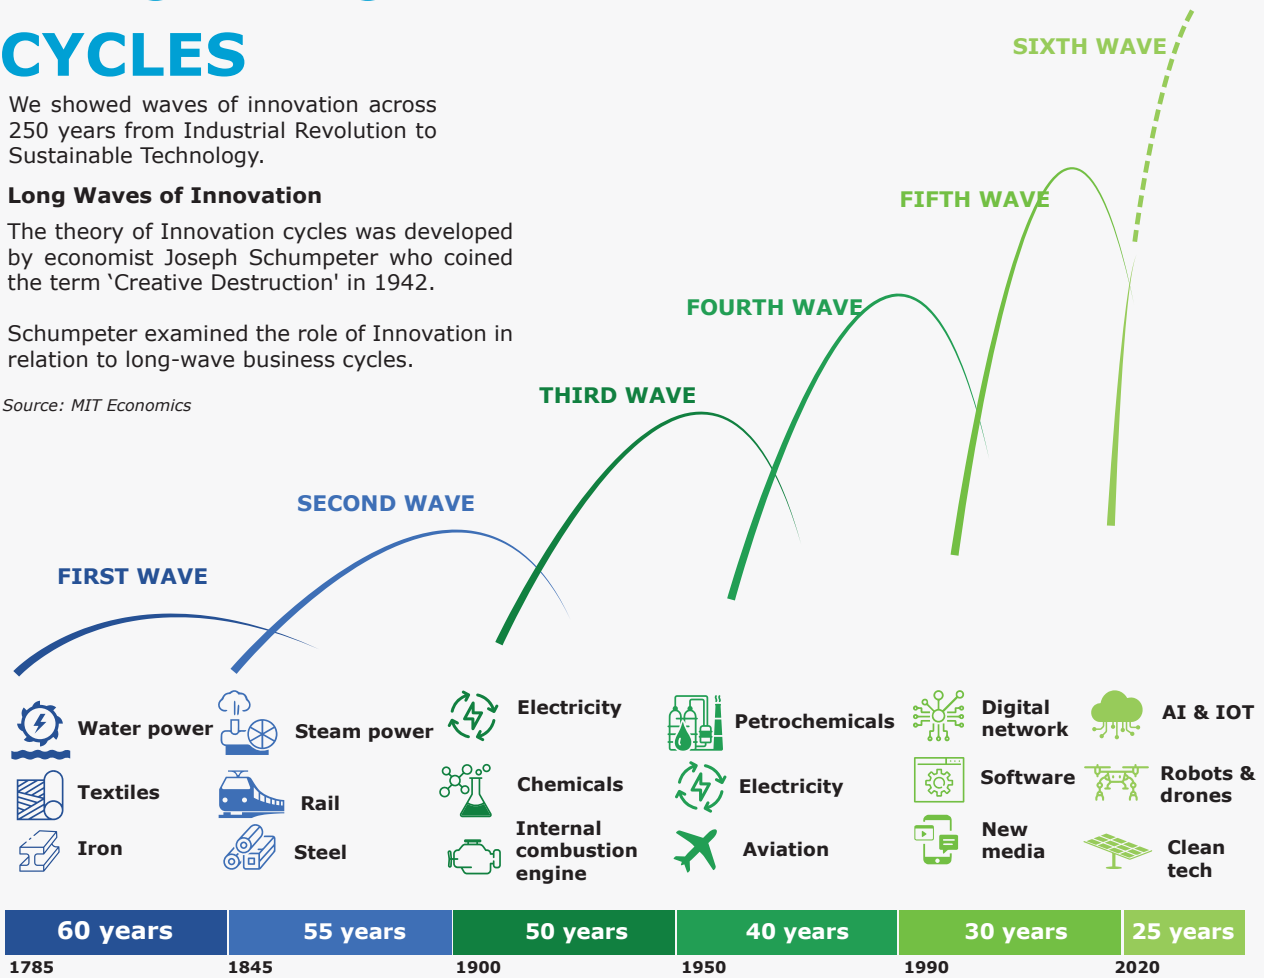 CYCLES
We showed waves of innovation across
250 years from Industrial Revolution to
Sustainable Technology.
Long Waves of Innovation
The theory of Innovation cycles was developed
by economist Joseph Schumpeter who coined
the term ‘Creative Destruction' in 1942.
Schumpeter examined the role of Innovation in
relation to long-wave business cycles.
Source: MIT Economics
FIRST WAVE
SECOND WAVE
THIRD WAVE
FOURTH WAVE
FIFTH WAVE
SIXTH WAVE
Water power
Textiles
Iron
Steam power
Rail
Steel
Electricity
Chemicals
Internal
combustion
engine
Petrochemicals
Electricity
Aviation
Digital
network
Software
New
media
AI & IOT
Robots &
drones
Clean
tech
60 years
55 years
50 years
40 years
30 years
25 years
1785
1845
1900
1950
1990
2020